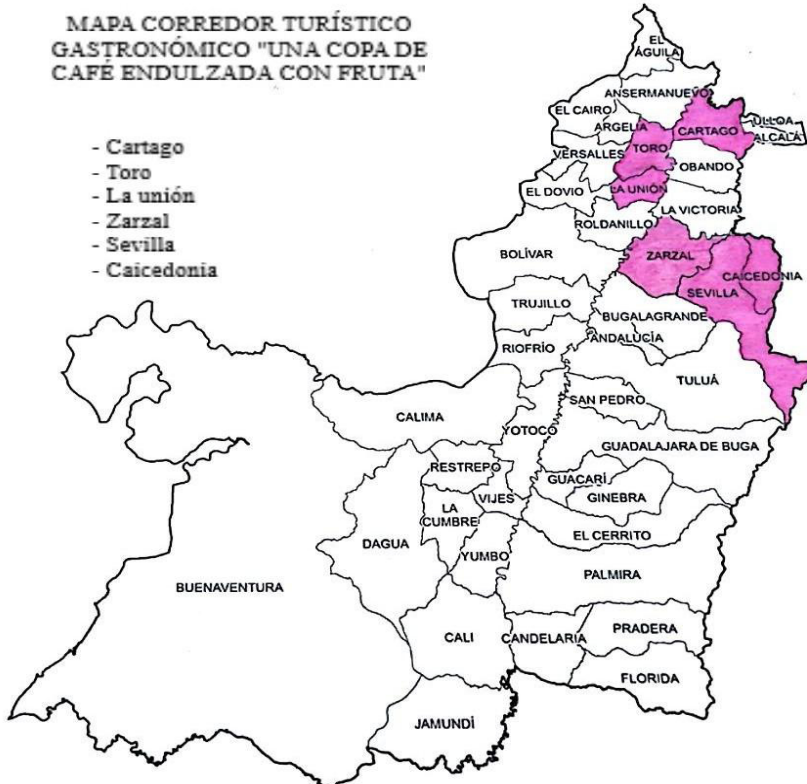 MAPA CORREDOR TURÍSTICO
GASTRONÓMICO "UNA COPA DE
CAFÉ ENDULZADA CON FRUTA"
- Cartago
- Toro
- La unión
- Zarzal
- Sevilla
- Caicedonia
EL
ÁGUILA
ANSERMANUEVO
EL CAIRO
ARGELIA
CARTAGO
ULLOA
ALCALÁ
TORO
VERSALLES
OBANDO
EL DOVIO
LA UNIÓN
ROLDANILLO
LA VICTORIA
BOLÍVAR
ZARZAL
CAICEDONIA
SEVILLA
TRUJILLO
BUGALAGRANDE
ANDALUCÍA
RIOFRÍO
TULUÁ
SAN PEDRO
CALIMA
YOTOCO
GUADALAJARA DE BUGA
RESTREPO
GUACARÍ
GINEBRA
VIJES
LA
CUMBRE
EL CERRITO
DAGUA
YUMBO
PALMIRA
BUENAVENTURA
CALI
CANDELARIA
PRADERA
FLORIDA
JAMUNDÍ